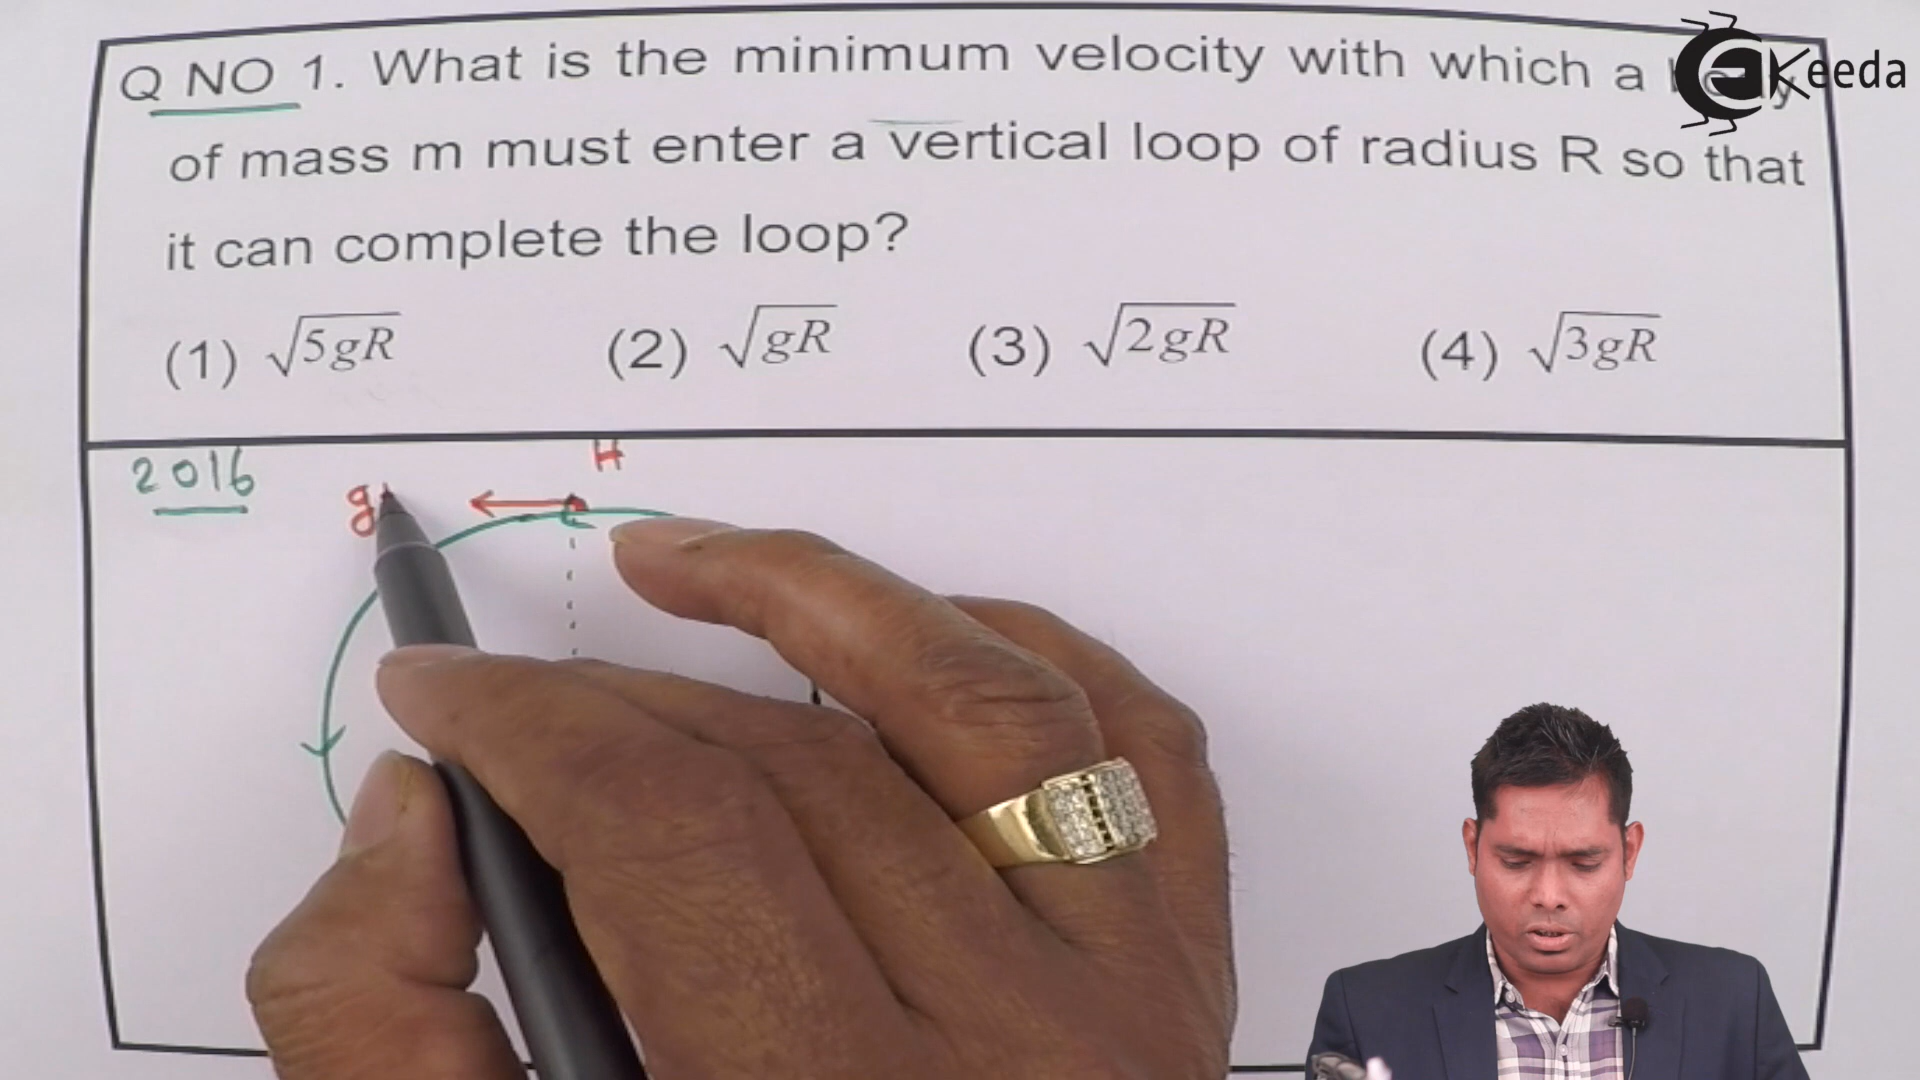 Q NO 1. What is the minimum velocity with which a
of mass m must enter a vertical loop of radius R so that
it can complete the loop?
(1) √5gR (2) √gR (3) √2gR (4) √3gR
2016
H
g
Keeda